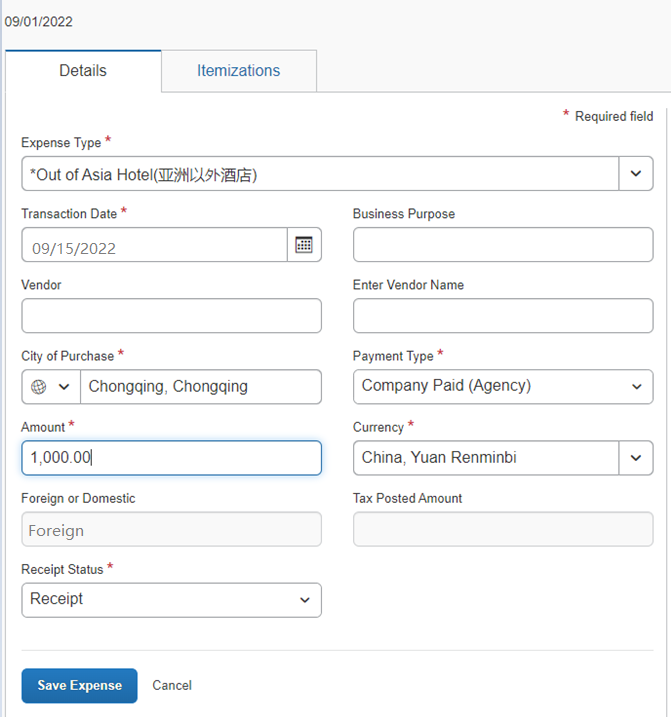 09/01/2022
Details Itemizations
* Required field
Expense Type *
*Out of Asia Hotel(亚洲以外酒店)
Transaction Date * Business Purpose
09/15/2022
Vendor Enter Vendor Name
City of Purchase * Payment Type *
Chongqing, Chongqing Company Paid (Agency)
Amount * Currency *
1,000.00 China, Yuan Renminbi
Foreign or Domestic Tax Posted Amount
Foreign
Receipt Status *
Receipt
Save Expense Cancel